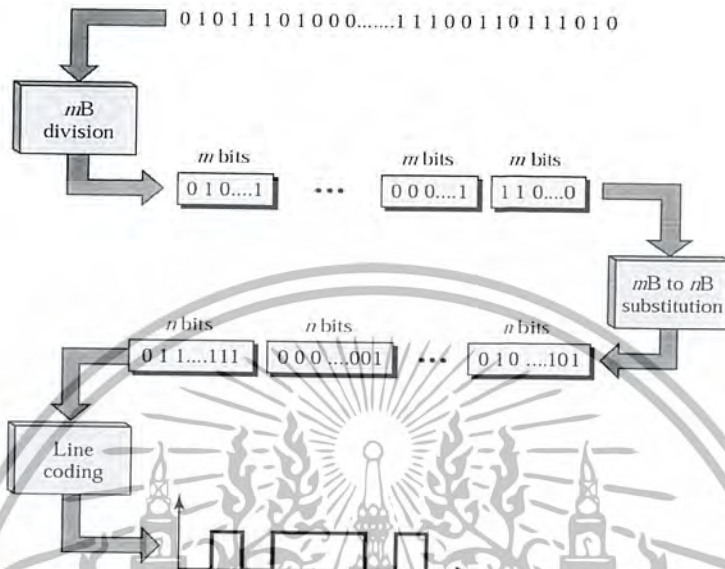 0 1 0 1 1 1 0 1 0 0 0.......1 1 1 0 0 1 1 0 1 1 1 0 1 0
mB
division
m bits m bits m bits
0 1 0....1 ... 0 0 0....1 1 1 0....0
mB to nB
substitution
n bits n bits n bits
0 1 1....111 0 0 0 ....001 ... 0 1 0 ....101
Line
coding